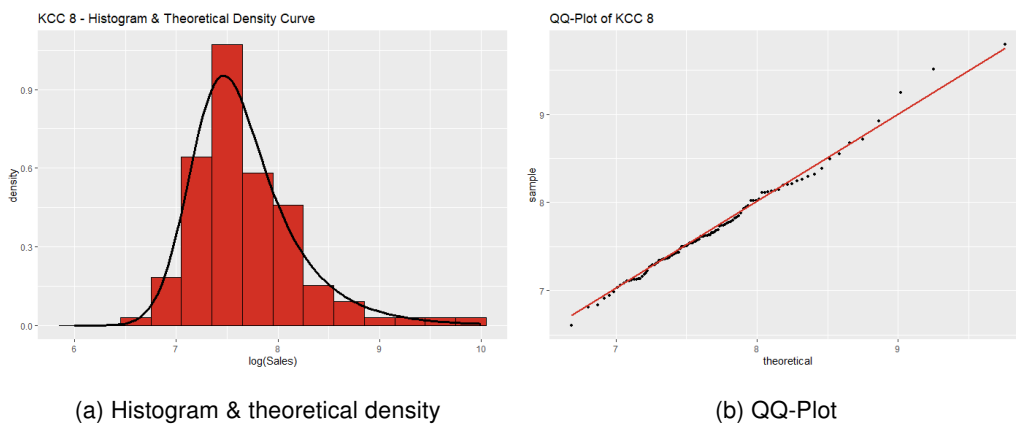 KCC 8 - Histogram & Theoretical Density Curve
density
0.9
0.6
0.3
0.0
6
7
8
9
10
log(Sales)
(a) Histogram & theoretical density
QQ-Plot of KCC 8
sample
9
8
7
7
8
9
theoretical
(b) QQ-Plot